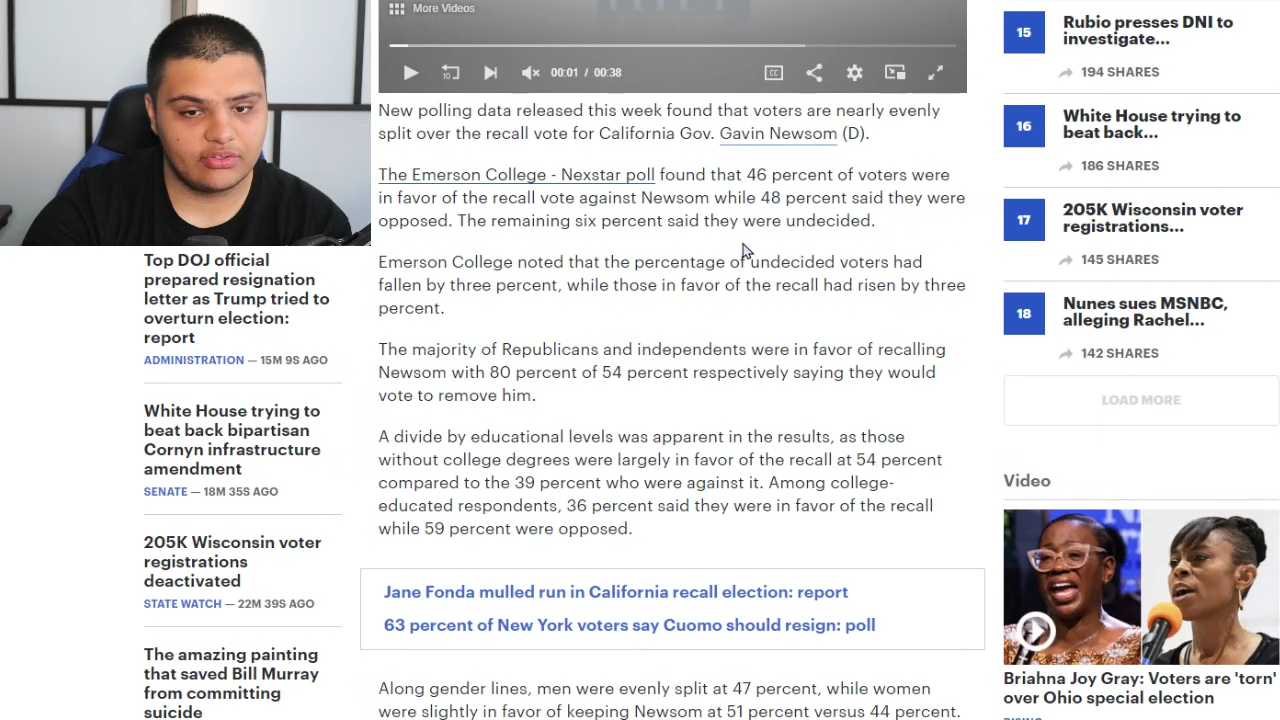 More Videos
10
00:01 / 00:38
CC
New polling data released this week found that voters are nearly evenly
split over the recall vote for California Gov. Gavin Newsom (D).
The Emerson College - Nexstar poll found that 46 percent of voters were
in favor of the recall vote against Newsom while 48 percent said they were
opposed. The remaining six percent said they were undecided.
Emerson College noted that the percentage of undecided voters had
fallen by three percent, while those in favor of the recall had risen by three
percent.
The majority of Republicans and independents were in favor of recalling
Newsom with 80 percent of 54 percent respectively saying they would
vote to remove him.
A divide by educational levels was apparent in the results, as those
without college degrees were largely in favor of the recall at 54 percent
compared to the 39 percent who were against it. Among college-
educated respondents, 36 percent said they were in favor of the recall
while 59 percent were opposed.
Jane Fonda mulled run in California recall election: report
63 percent of New York voters say Cuomo should resign: poll
Along gender lines, men were evenly split at 47 percent, while women
were slightly in favor of keeping Newsom at 51 percent versus 44 percent.
Top DOJ official
prepared resignation
letter as Trump tried to
overturn election:
report
ADMINISTRATION — 15M 9S AGO
White House trying to
beat back bipartisan
Cornyn infrastructure
amendment
SENATE — 18M 35S AGO
205K Wisconsin voter
registrations
deactivated
STATE WATCH — 22M 39S AGO
The amazing painting
that saved Bill Murray
from committing
suicide
15
Rubio presses DNI to
investigate...
194 SHARES
16
White House trying to
beat back...
186 SHARES
17
205K Wisconsin voter
registrations...
145 SHARES
18
Nunes sues MSNBC,
alleging Rachel...
142 SHARES
LOAD MORE
Video
Briahna Joy Gray: Voters are 'torn'
over Ohio special election